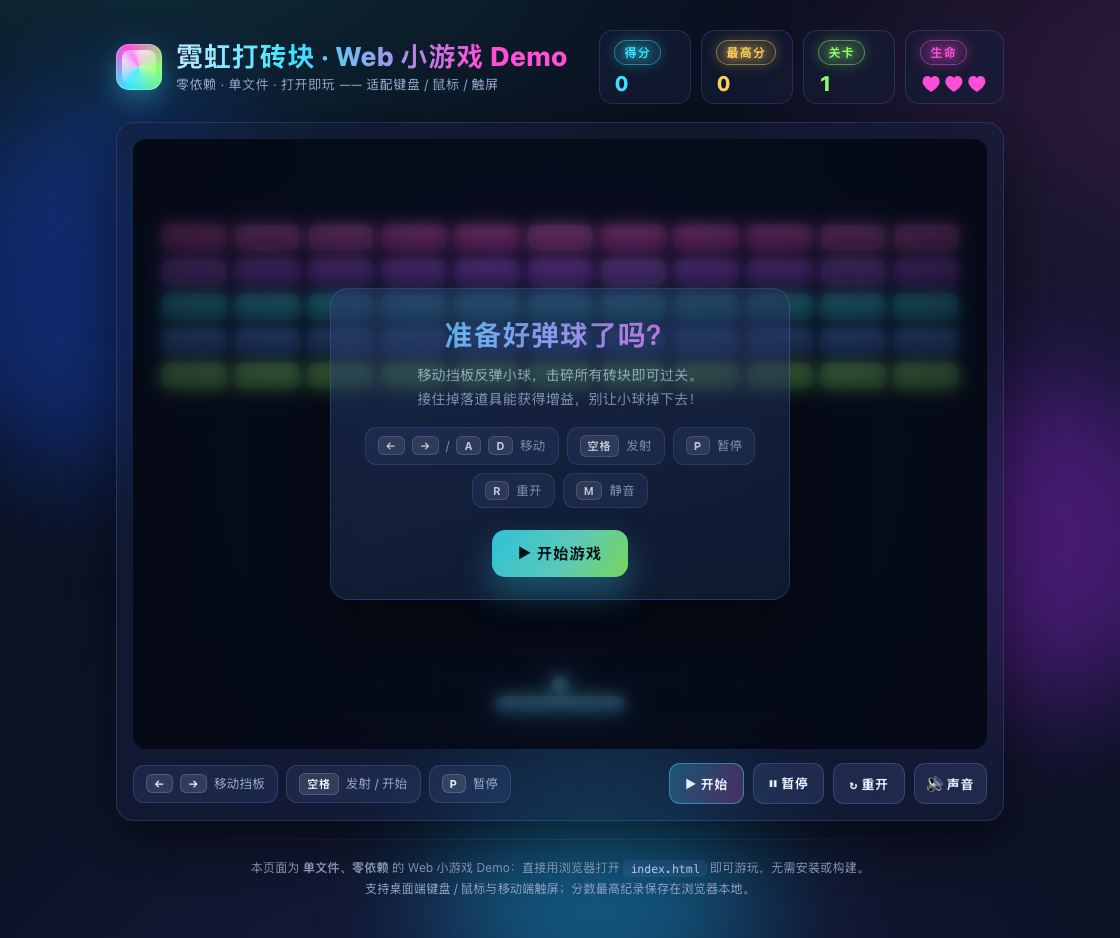 霓虹打砖块 · Web 小游戏 Demo
零依赖 · 单文件 · 打开即玩 —— 适配键盘 / 鼠标 / 触屏
得分
0
最高分
0
关卡
1
生命
准备好弹球了吗?
移动挡板反弹小球，击碎所有砖块即可过关。
接住掉落道具能获得增益，别让小球掉下去！
← → / A D 移动
空格 发射
P 暂停
R 重开
M 静音
▶ 开始游戏
← → 移动挡板
空格 发射 / 开始
P 暂停
▶ 开始
⏸ 暂停
↻ 重开
🔊 声音
本页面为 单文件、零依赖 的 Web 小游戏 Demo：直接用浏览器打开 index.html 即可游玩，无需安装或构建。
支持桌面端键盘 / 鼠标与移动端触屏；分数最高纪录保存在浏览器本地。